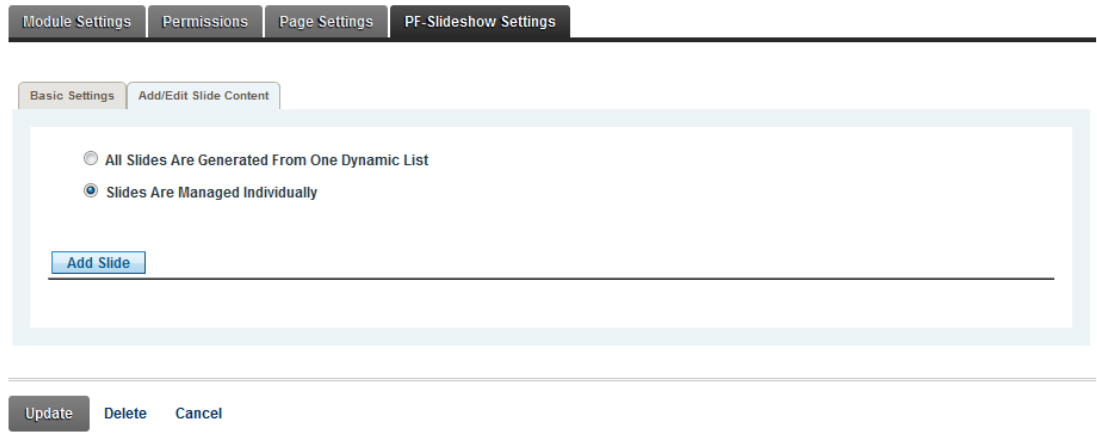 Module Settings Permissions Page Settings PF-Slideshow Settings
Basic Settings Add/Edit Slide Content
All Slides Are Generated From One Dynamic List
Slides Are Managed Individually
Add Slide
Update Delete Cancel